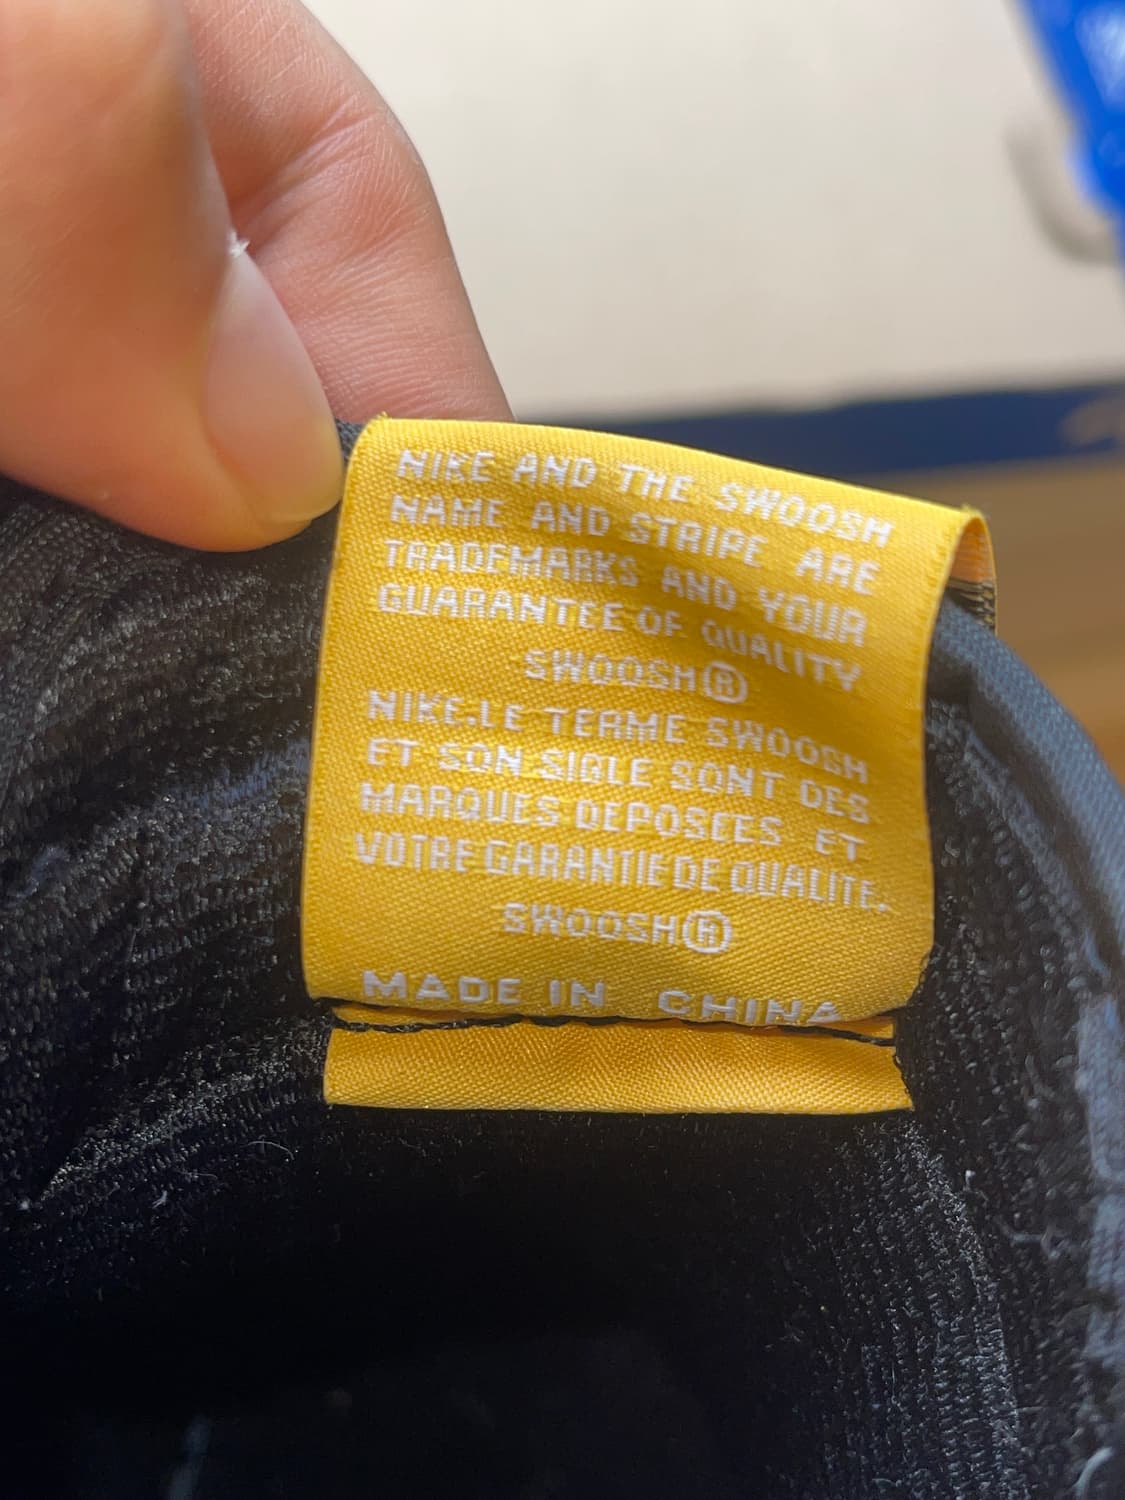 NIKE AND THE SWOOSH
NAME AND STRIPE ARE
TRADEMARKS AND YOUR
GUARANTEE OF QUALITY
SWOOSH®
NIKE.LE TERME SWOOSH
ET SON SIGLE SONT DES
MARQUES DEPOSEES ET
VOTRE GARANTIE DE QUALITE.
SWOOSH®
MADE IN CHINA